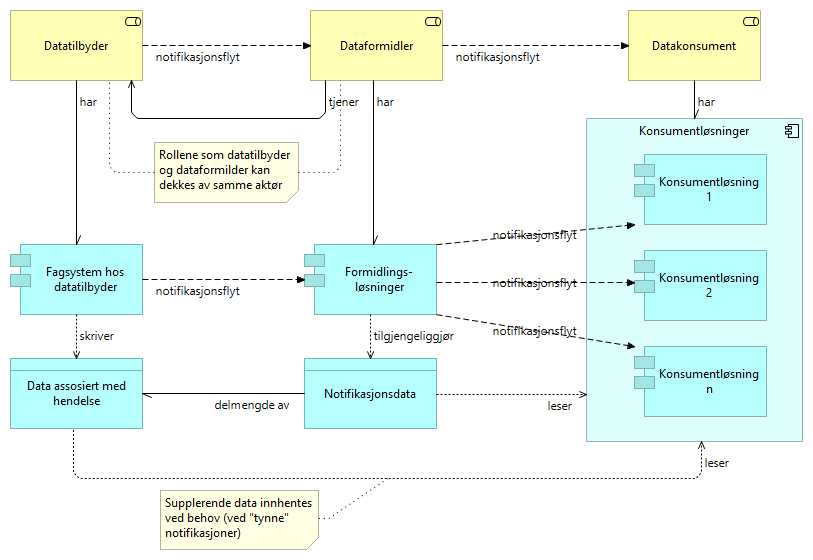 Datatilbyder
Dataformidler
Datakonsument
notifikasjonsflyt
notifikasjonsflyt
har
tjener
har
har
Rollene som datatilbyder
og dataformilder kan
dekkes av samme aktør
Konsumentløsninger
Konsumentløsning
1
notifikasjonsflyt
Fagsystem hos
datatilbyder
notifikasjonsflyt
Formidlings-
løsninger
notifikasjonsflyt
Konsumentløsning
2
notifikasjonsflyt
skriver
tilgjengeliggjør
Konsumentløsning
n
Data assosiert med
hendelse
delmengde av
Notifikasjonsdata
leser
leser
Supplerende data innhentes
ved behov (ved "tynne"
notifikasjoner)